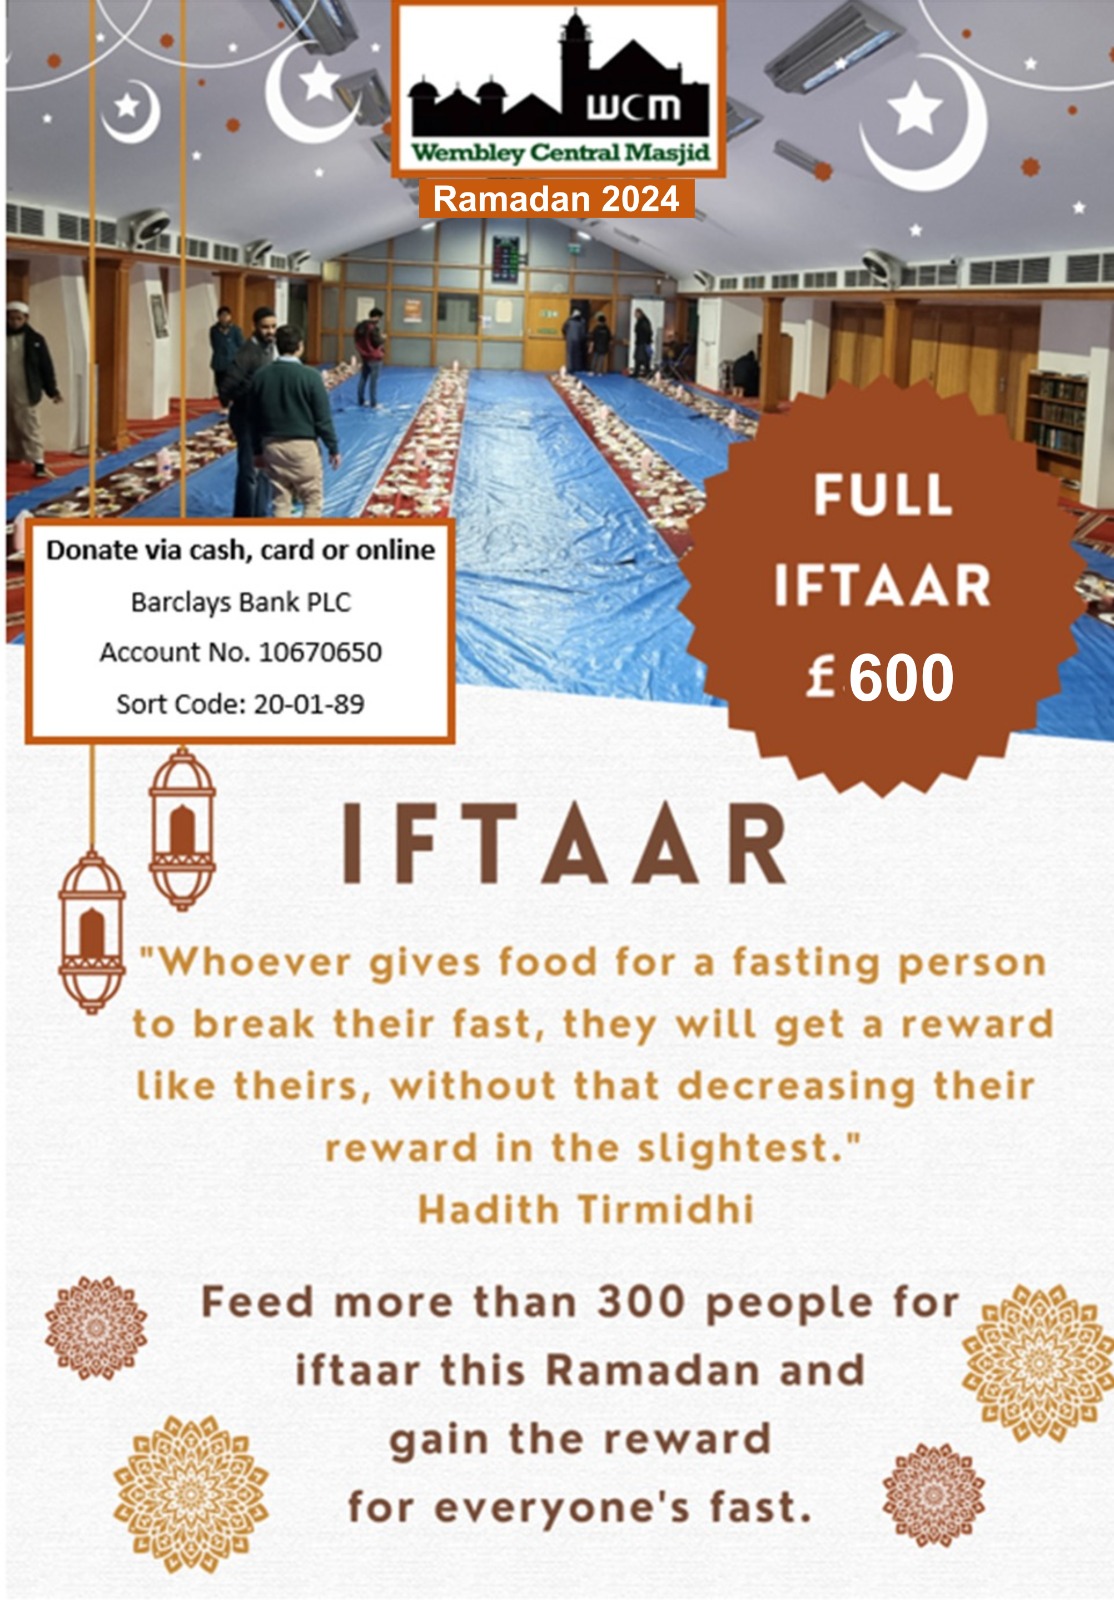 WCM
Wembley Central Masjid
Ramadan 2024
Donate via cash, card or online
Barclays Bank PLC
Account No. 10670650
Sort Code: 20-01-89
FULL
IFTAAR
£600
IFTAAR
"Whoever gives food for a fasting person
to break their fast, they will get a reward
like theirs, without that decreasing their
reward in the slightest."
Hadith Tirmidhi
Feed more than 300 people for
iftaar this Ramadan and
gain the reward
for everyone's fast.